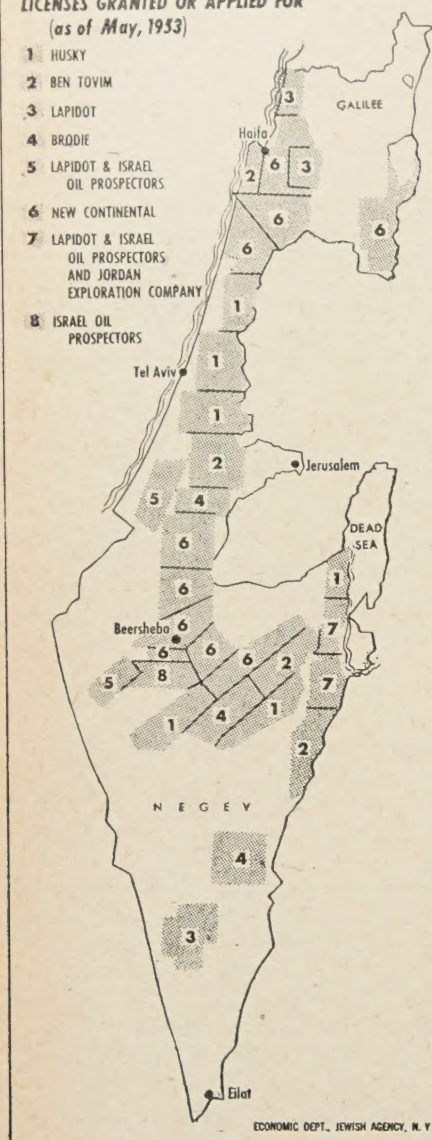 LICENSES GRANTED OR APPLIED FOR
(as of May, 1953)
1 HUSKY
2 BEN TOVIM
3 LAPIDOT
4 BRODIE
5 LAPIDOT & ISRAEL
OIL PROSPECTORS
6 NEW CONTINENTAL
7 LAPIDOT & ISRAEL
OIL PROSPECTORS
AND JORDAN
EXPLORATION COMPANY
8 ISRAEL OIL
PROSPECTORS
3
GALILEE
Haifa
2 6 3
6
6
6
1
Tel Aviv
1
1
2
Jerusalem
5 4
DEAD
SEA
6
1
6
7
Beersheba
6
6
6
6 2
5 8
7
1 4 1
2
NEGEV
4
3
Eilat
ECONOMIC DEPT., JEWISH AGENCY, N. Y